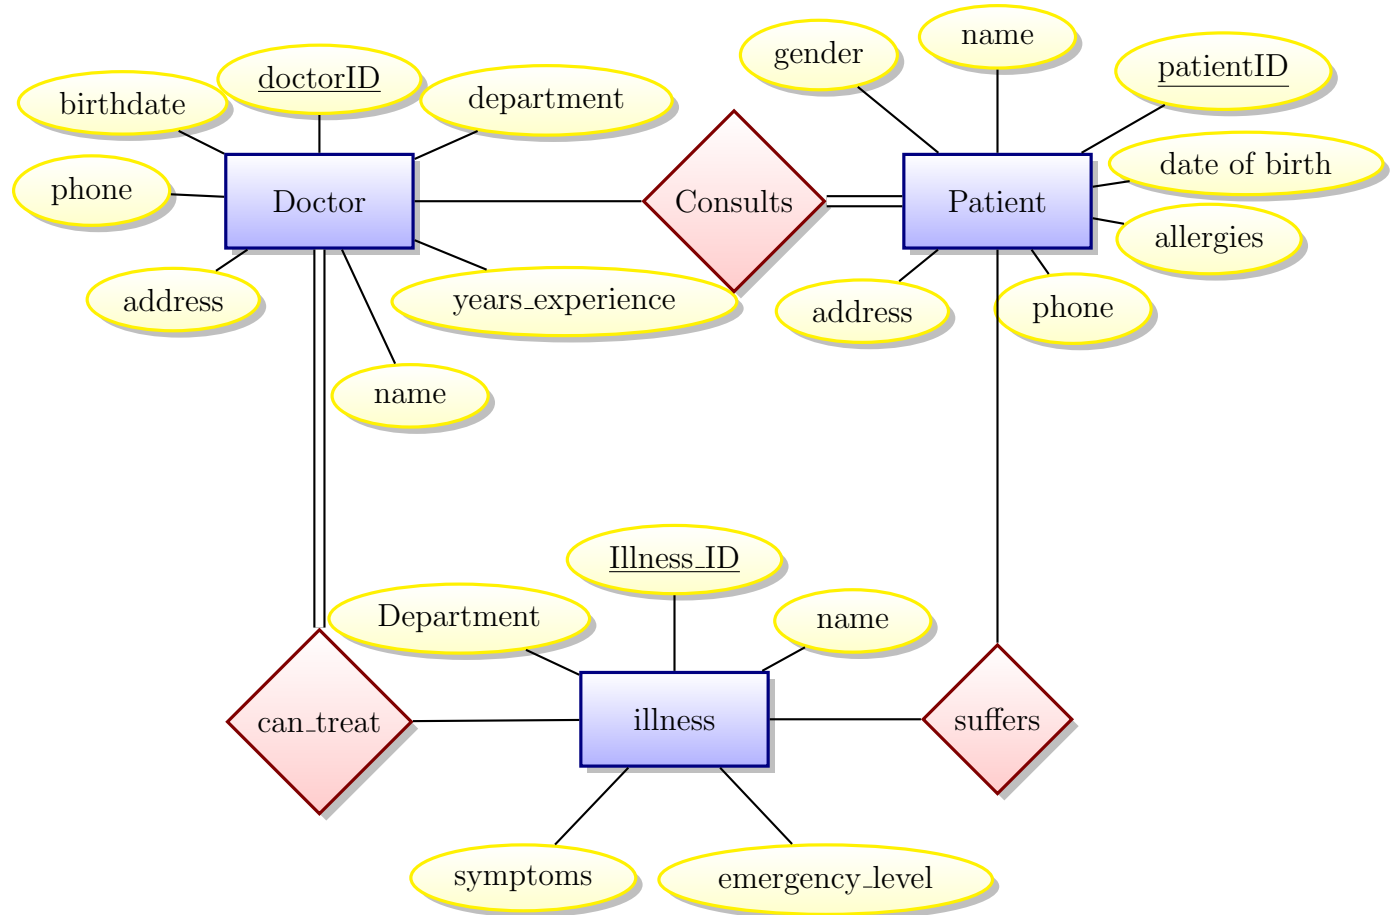 name
gender
patientID
doctorID
birthdate
department
date of birth
phone
Doctor
Consults
Patient
allergies
address
years_experience
address
phone
name
Illness_ID
Department
name
can_treat
illness
suffers
symptoms
emergency_level